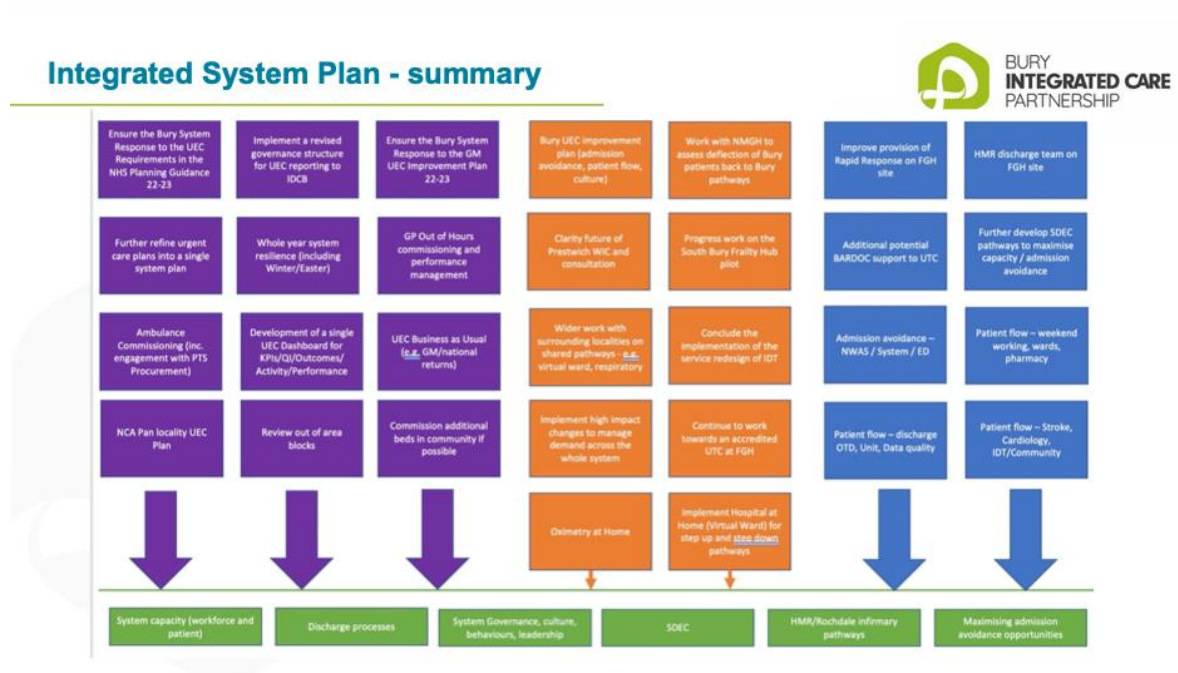 Integrated System Plan - summary
BURY
INTEGRATED CARE
PARTNERSHIP
Ensure the Bury System
Response to the UEC
Requirements in the
NHS Planning Guidance
22-23
Implement a revised
governance structure
for UEC reporting to
IDCB
Ensure the Bury System
Response to the GM
UEC Improvement Plan
22-23
Bury UEC improvement
plan (admission
avoidance, patient flow,
culture)
Work with NMGH to
assess deflection of Bury
patients back to Bury
pathways
Improve provision of
Rapid Response on FGH
site
HMR discharge team on
FGH site
Further refine urgent
care plans into a single
system plan
Whole year system
resilience (including
Winter/Easter)
GP Out of Hours
commissioning and
performance
management
Clarity future of
Prestwich WIC and
consultation
Progress work on the
South Bury Frailty Hub
pilot
Additional potential
BARDOC support to UTC
Further develop SDEC
pathways to maximise
capacity / admission
avoidance
Ambulance
Commissioning (inc.
engagement with PTS
Procurement)
Development of a single
UEC Dashboard for
KPIs/QI/Outcomes/
Activity/Performance
UEC Business as Usual
(e.g. GM/national
returns)
Wider work with
surrounding localities on
shared pathways - e.g.
virtual ward, respiratory
Conclude the
implementation of the
service redesign of IDT
Admission avoidance –
NWAS / System / ED
Patient flow – weekend
working, wards,
pharmacy
NCA Pan locality UEC
Plan
Review out of area
blocks
Commission additional
beds in community if
possible
Implement high impact
changes to manage
demand across the
whole system
Continue to work
towards an accredited
UTC at FGH
Patient flow – discharge
OTD, Unit, Data quality
Patient flow – Stroke,
Cardiology,
IDT/Community
Oximetry at Home
Implement Hospital at
Home (Virtual Ward) for
step up and step down
pathways
System capacity (workforce and
patient)
Discharge processes
System Governance, culture,
behaviours, leadership
SDEC
HMR/Rochdale infirmary
pathways
Maximising admission
avoidance opportunities